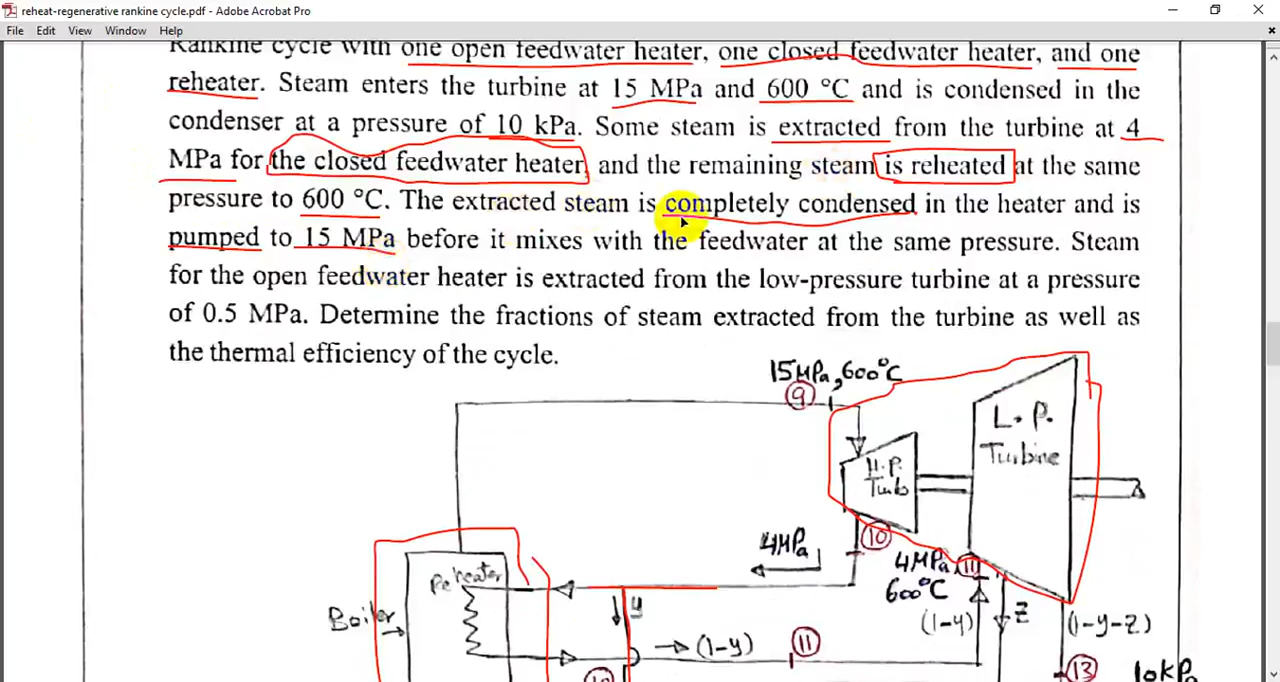 reheat-regenerative rankine cycle.pdf - Adobe Acrobat Pro
File Edit View Window Help
Rankine cycle with one open feedwater heater, one closed feedwater heater, and one
reheater. Steam enters the turbine at 15 MPa and 600 °C and is condensed in the
condenser at a pressure of 10 kPa. Some steam is extracted from the turbine at 4
MPa for the closed feedwater heater, and the remaining steam is reheated at the same
pressure to 600 °C. The extracted steam is completely condensed in the heater and is
pumped to 15 MPa before it mixes with the feedwater at the same pressure. Steam
for the open feedwater heater is extracted from the low-pressure turbine at a pressure
of 0.5 MPa. Determine the fractions of steam extracted from the turbine as well as
the thermal efficiency of the cycle.
15MPa, 600°C
9
L.P.
Turbine
H.P.
Turb
10
4MPa
4MPa
600°C
11
Reheater
Boiler
y
(1-y)
11
(1-y)
Z
(1-y-Z)
13
10kPa